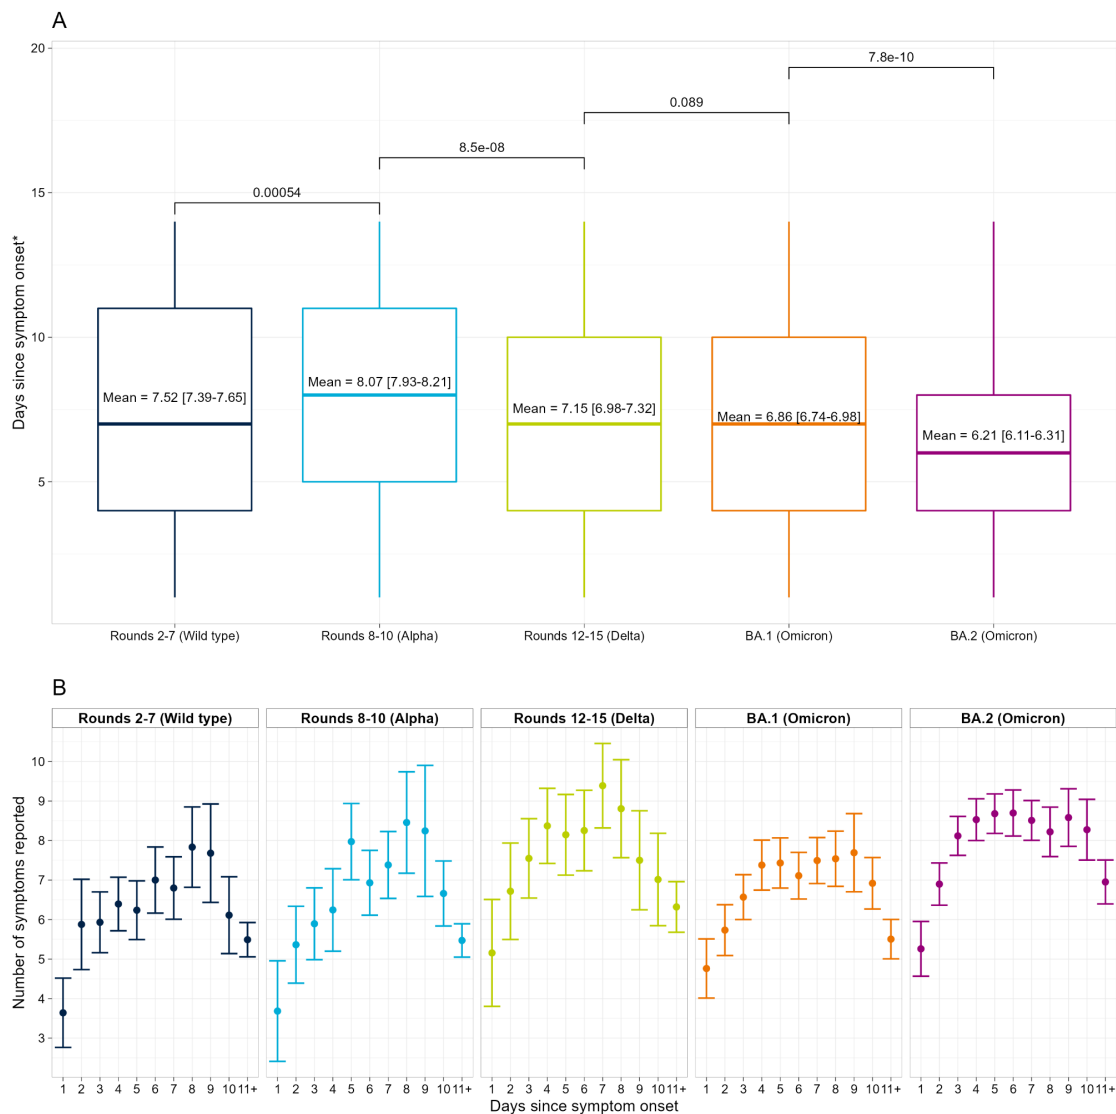 A
20
7.8e-10
0.089
8.5e-08
15
0.00054
Days since symptom onset*
10
Mean = 7.52 [7.39-7.65]
Mean = 8.07 [7.93-8.21]
Mean = 7.15 [6.98-7.32]
Mean = 6.86 [6.74-6.98]
Mean = 6.21 [6.11-6.31]
5
Rounds 2-7 (Wild type)
Rounds 8-10 (Alpha)
Rounds 12-15 (Delta)
BA.1 (Omicron)
BA.2 (Omicron)
B
Rounds 2-7 (Wild type)
Rounds 8-10 (Alpha)
Rounds 12-15 (Delta)
BA.1 (Omicron)
BA.2 (Omicron)
Number of symptoms reported
10
9
8
7
6
5
4
3
1 2 3 4 5 6 7 8 9 10 11+
1 2 3 4 5 6 7 8 9 10 11+
1 2 3 4 5 6 7 8 9 10 11+
1 2 3 4 5 6 7 8 9 10 11+
1 2 3 4 5 6 7 8 9 10 11+
Days since symptom onset